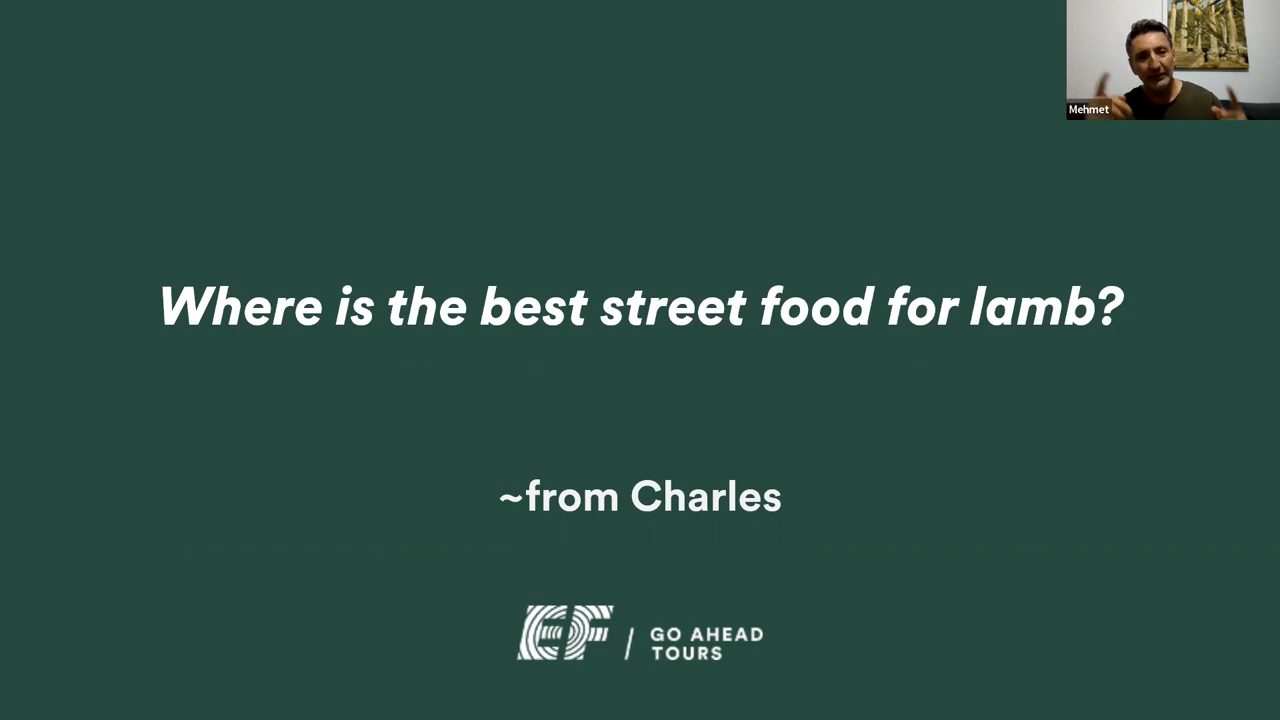 Mehmet
Where is the best street food for lamb?
~from Charles
EF / GO AHEAD
TOURS